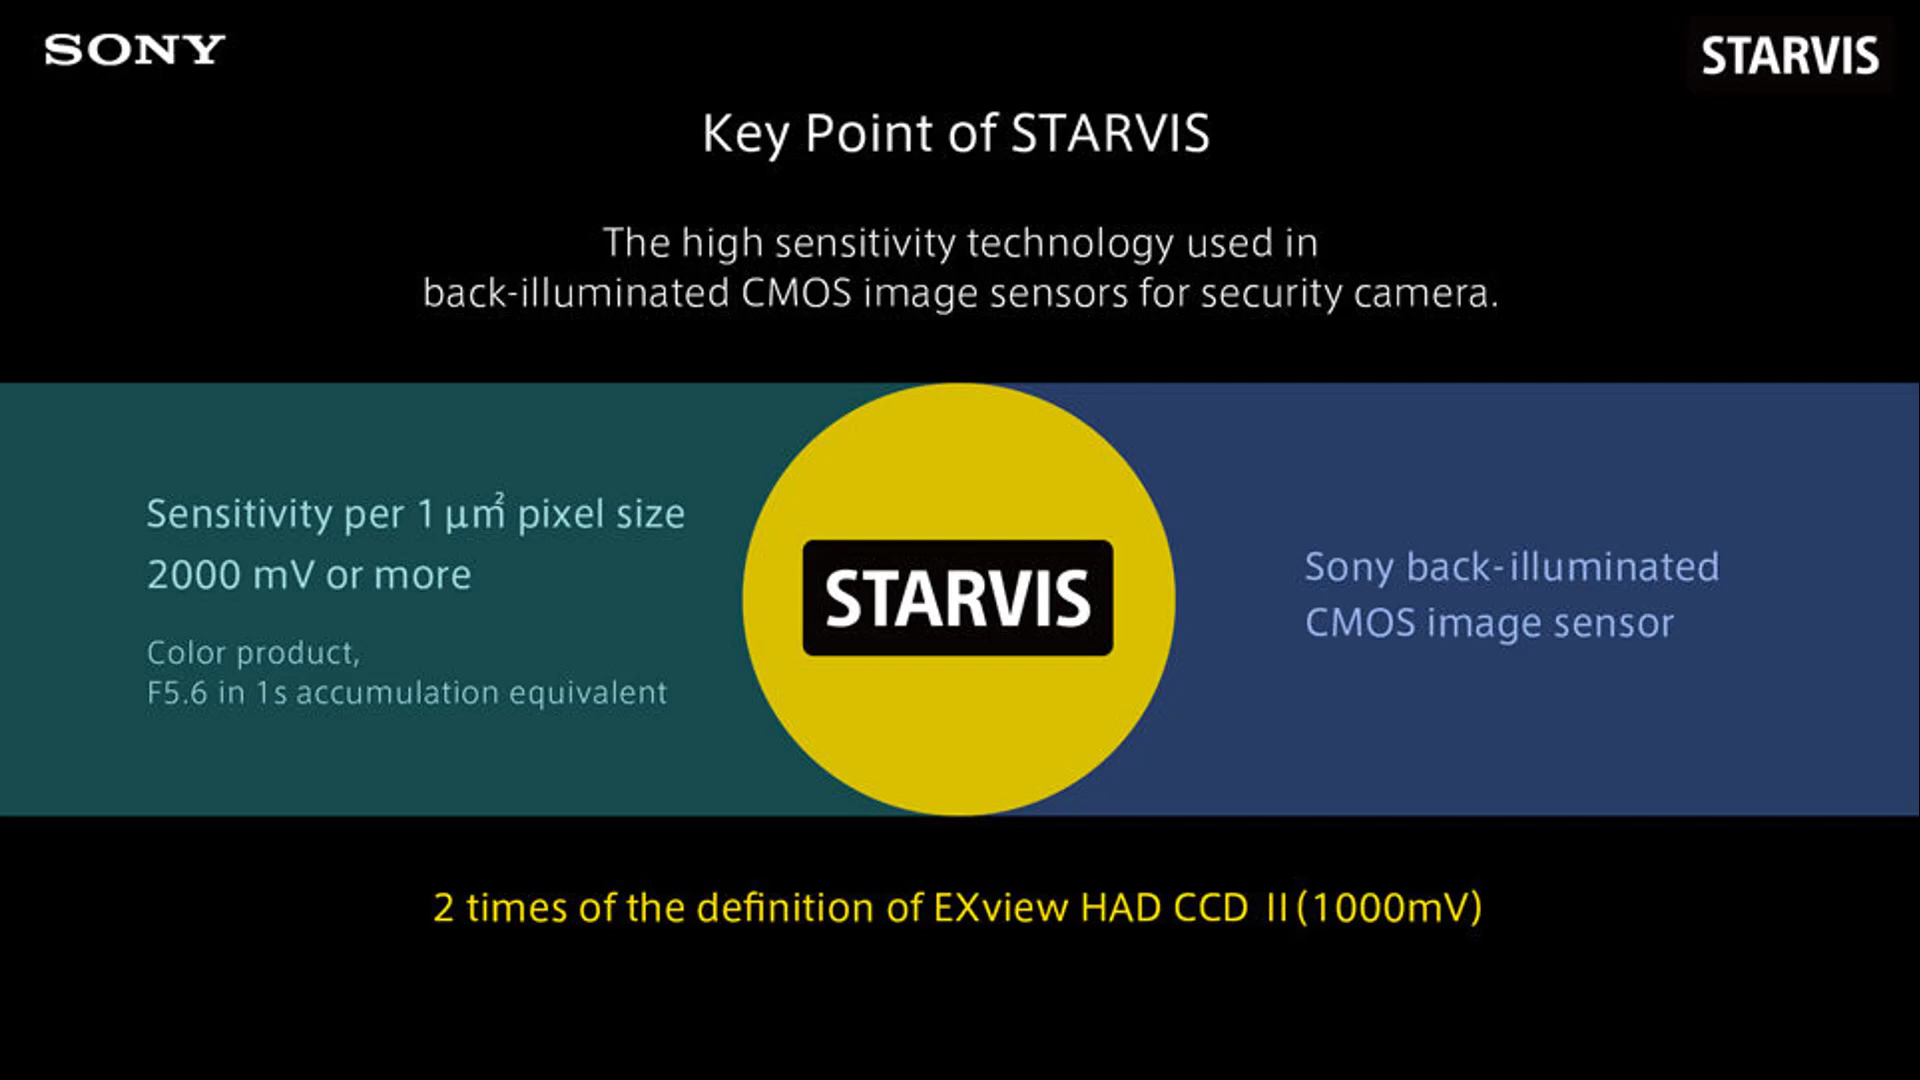 SONY
STARVIS
Key Point of STARVIS
The high sensitivity technology used in
back-illuminated CMOS image sensors for security camera.
Sensitivity per 1 μm² pixel size
2000 mV or more
Color product,
F5.6 in 1s accumulation equivalent
STARVIS
Sony back-illuminated
CMOS image sensor
2 times of the definition of EXview HAD CCD II (1000mV)